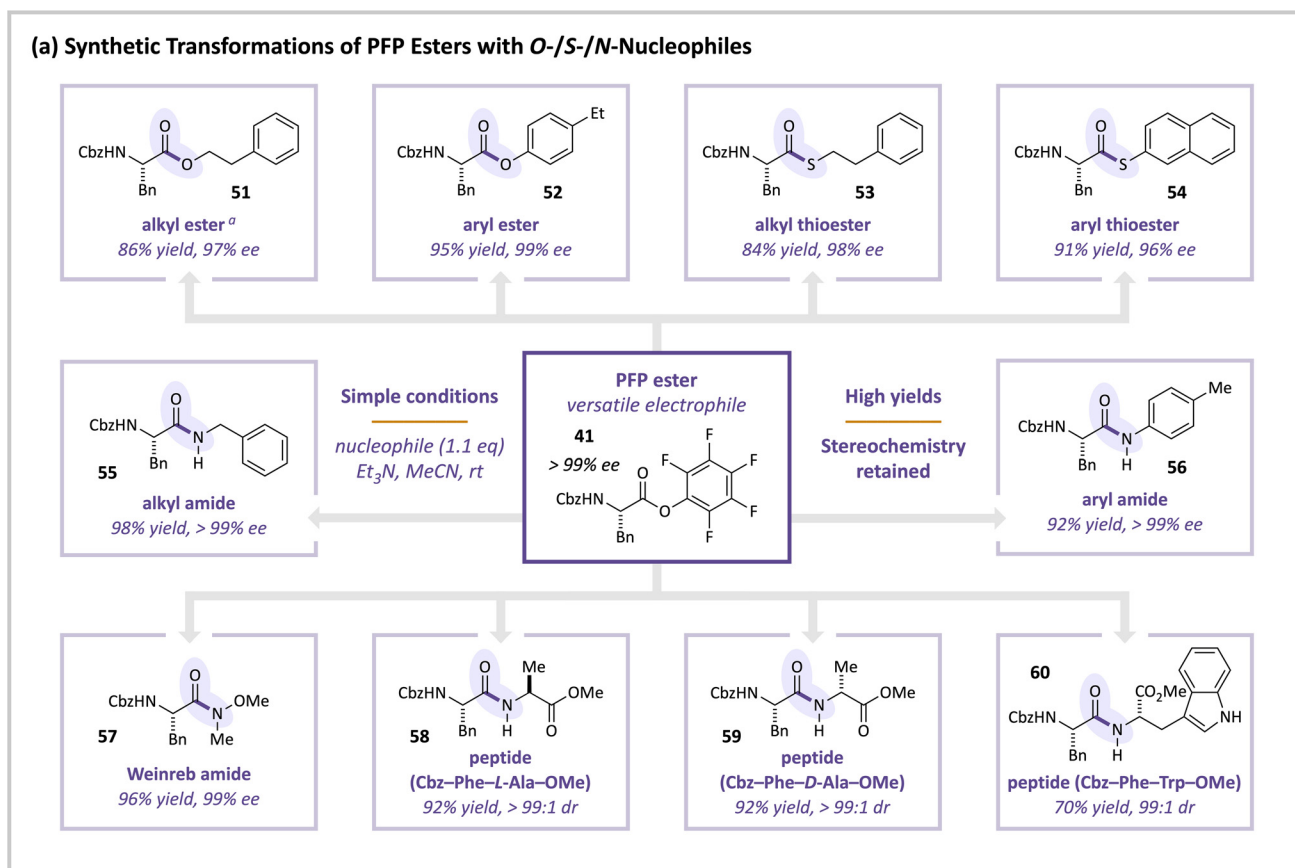 (a) Synthetic Transformations of PFP Esters with O-/S-/N-Nucleophiles
O
CbzHN
O
Bn
51
alkyl ester a
86% yield, 97% ee
Et
O
CbzHN
O
Bn
52
aryl ester
95% yield, 99% ee
O
CbzHN
S
Bn
53
alkyl thioester
84% yield, 98% ee
O
CbzHN
S
Bn
54
aryl thioester
91% yield, 96% ee
O
CbzHN
N
H
Bn
55
alkyl amide
98% yield, > 99% ee
Simple conditions
nucleophile (1.1 eq)
Et3N, MeCN, rt
PFP ester
versatile electrophile
41
> 99% ee
F
F
F
F
F
O
CbzHN
O
Bn
High yields
Stereochemistry
retained
Me
O
CbzHN
N
H
Bn
56
aryl amide
92% yield, > 99% ee
O
CbzHN
N
OMe
Bn
Me
57
Weinreb amide
96% yield, 99% ee
O
Me
CbzHN
N
H
OMe
O
Bn
58
peptide
(Cbz–Phe–L-Ala–OMe)
92% yield, > 99:1 dr
O
Me
CbzHN
N
H
OMe
O
Bn
59
peptide
(Cbz–Phe–D-Ala–OMe)
92% yield, > 99:1 dr
60
O
CO2Me
CbzHN
N
H
NH
Bn
peptide (Cbz–Phe–Trp–OMe)
70% yield, 99:1 dr